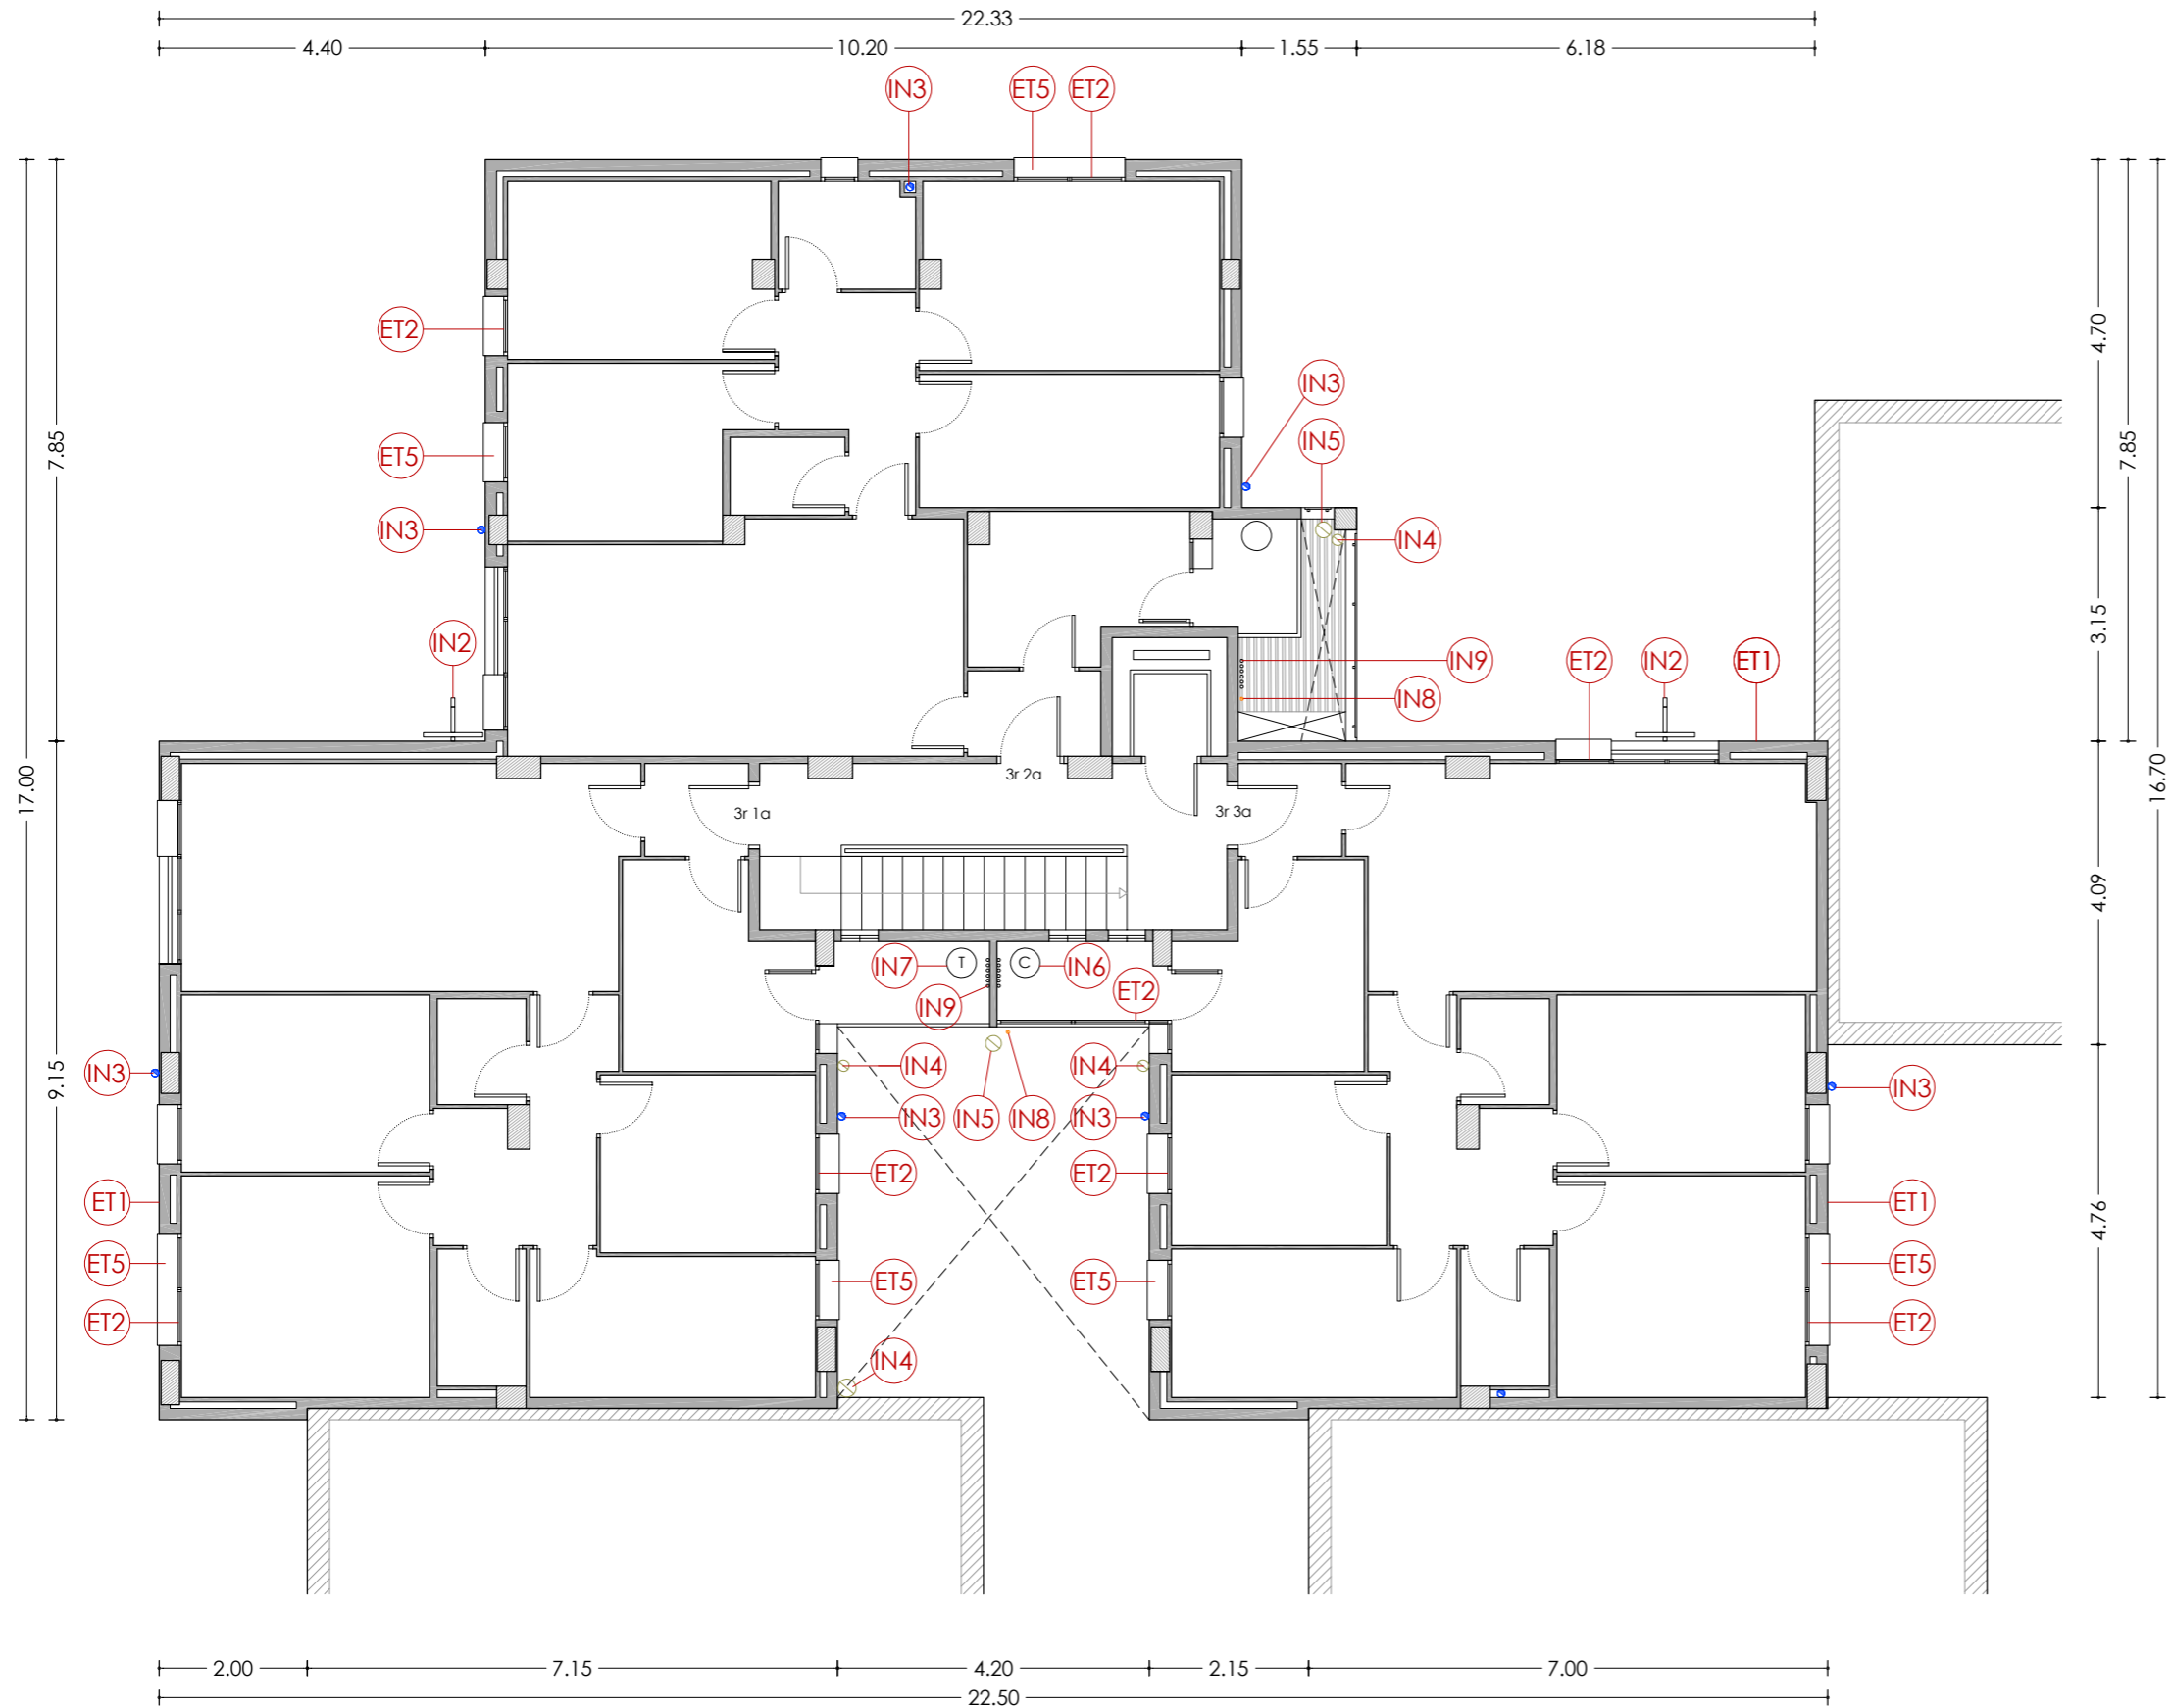 22.33
4.40 10.20 1.55 6.18
IN3 ET5 ET2
ET2
4.70
IN3
7.85
ET5
IN5
7.85
IN3
IN4
3.15
IN2
IN9 ET2 IN2 ET1
IN8
3r 2a
17.00
16.70
3r 1a
3r 3a
4.09
IN7 T C IN6
ET2
IN9
9.15
IN3 IN4 IN4 IN3
IN3 IN5 IN8 IN3
ET2 ET2
ET1 ET1
4.76
ET5 ET5 ET5 ET5
ET2 ET2
IN4
2.00 7.15 4.20 2.15 7.00
22.50